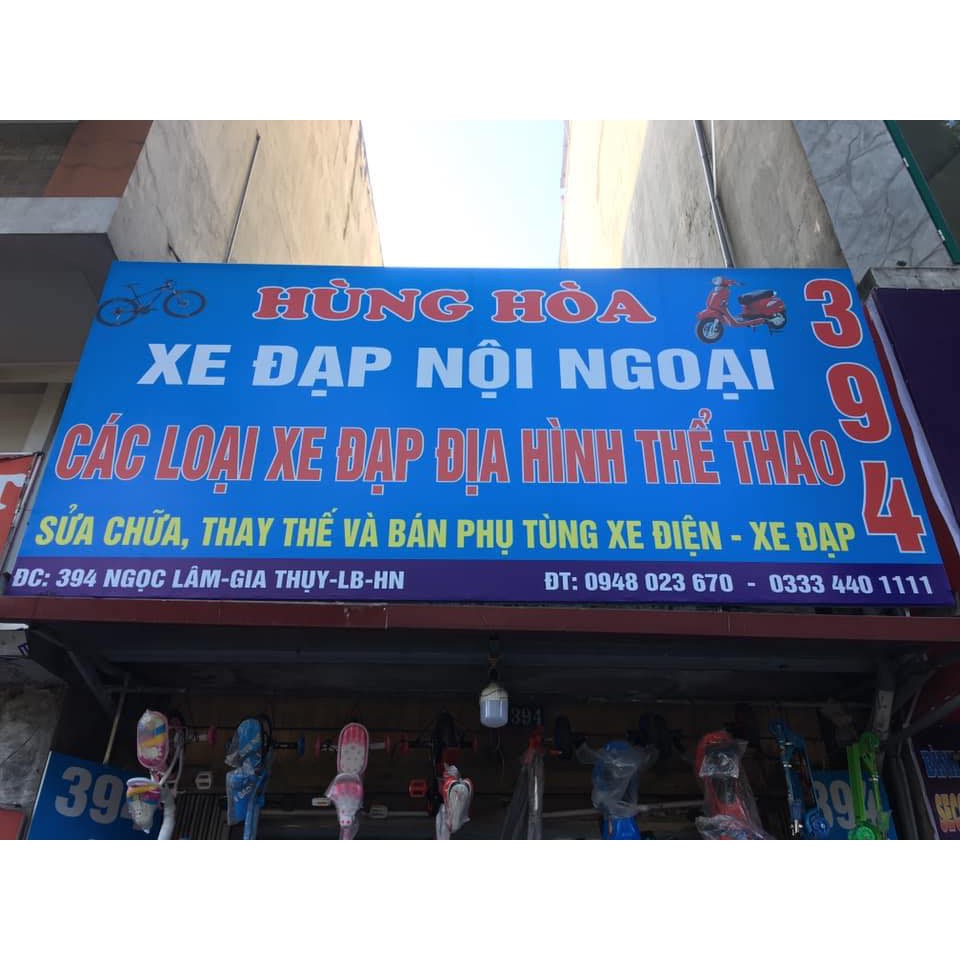 HÙNG HÒA
394
XE ĐẠP NỘI NGOẠI
CÁC LOẠI XE ĐẠP ĐỊA HÌNH THỂ THAO
SỬA CHỮA, THAY THẾ VÀ BÁN PHỤ TÙNG XE ĐIỆN - XE ĐẠP
ĐC: 394 NGỌC LÂM-GIA THỤY-LB-HN
ĐT: 0948 023 670 - 0333 440 1111
394
394
394